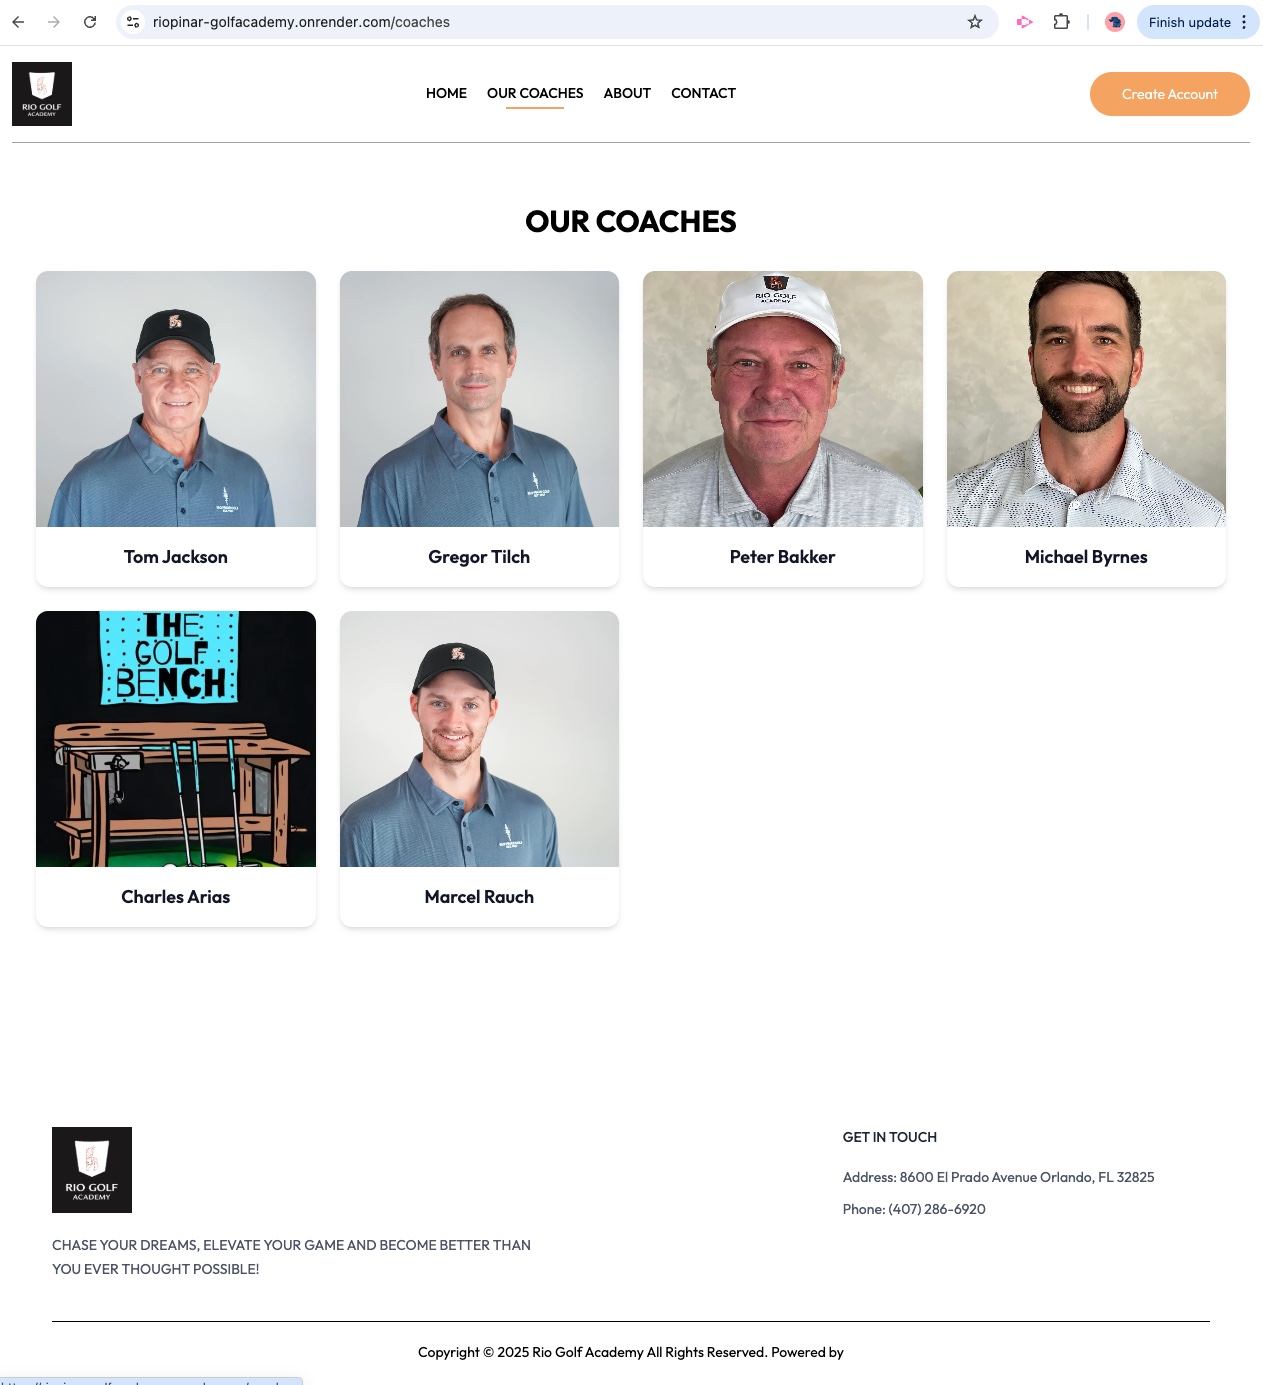 riopinar-golfacademy.onrender.com/coaches
Finish update
RIO GOLF
ACADEMY
HOME
OUR COACHES
ABOUT
CONTACT
Create Account
OUR COACHES
RIO GOLF
ACADEMY
Tom Jackson
Gregor Tilch
Peter Bakker
Michael Byrnes
THE
GOLF
BENCH
Charles Arias
Marcel Rauch
RIO GOLF
ACADEMY
CHASE YOUR DREAMS, ELEVATE YOUR GAME AND BECOME BETTER THAN
YOU EVER THOUGHT POSSIBLE!
GET IN TOUCH
Address: 8600 El Prado Avenue Orlando, FL 32825
Phone: (407) 286-6920
Copyright © 2025 Rio Golf Academy All Rights Reserved. Powered by